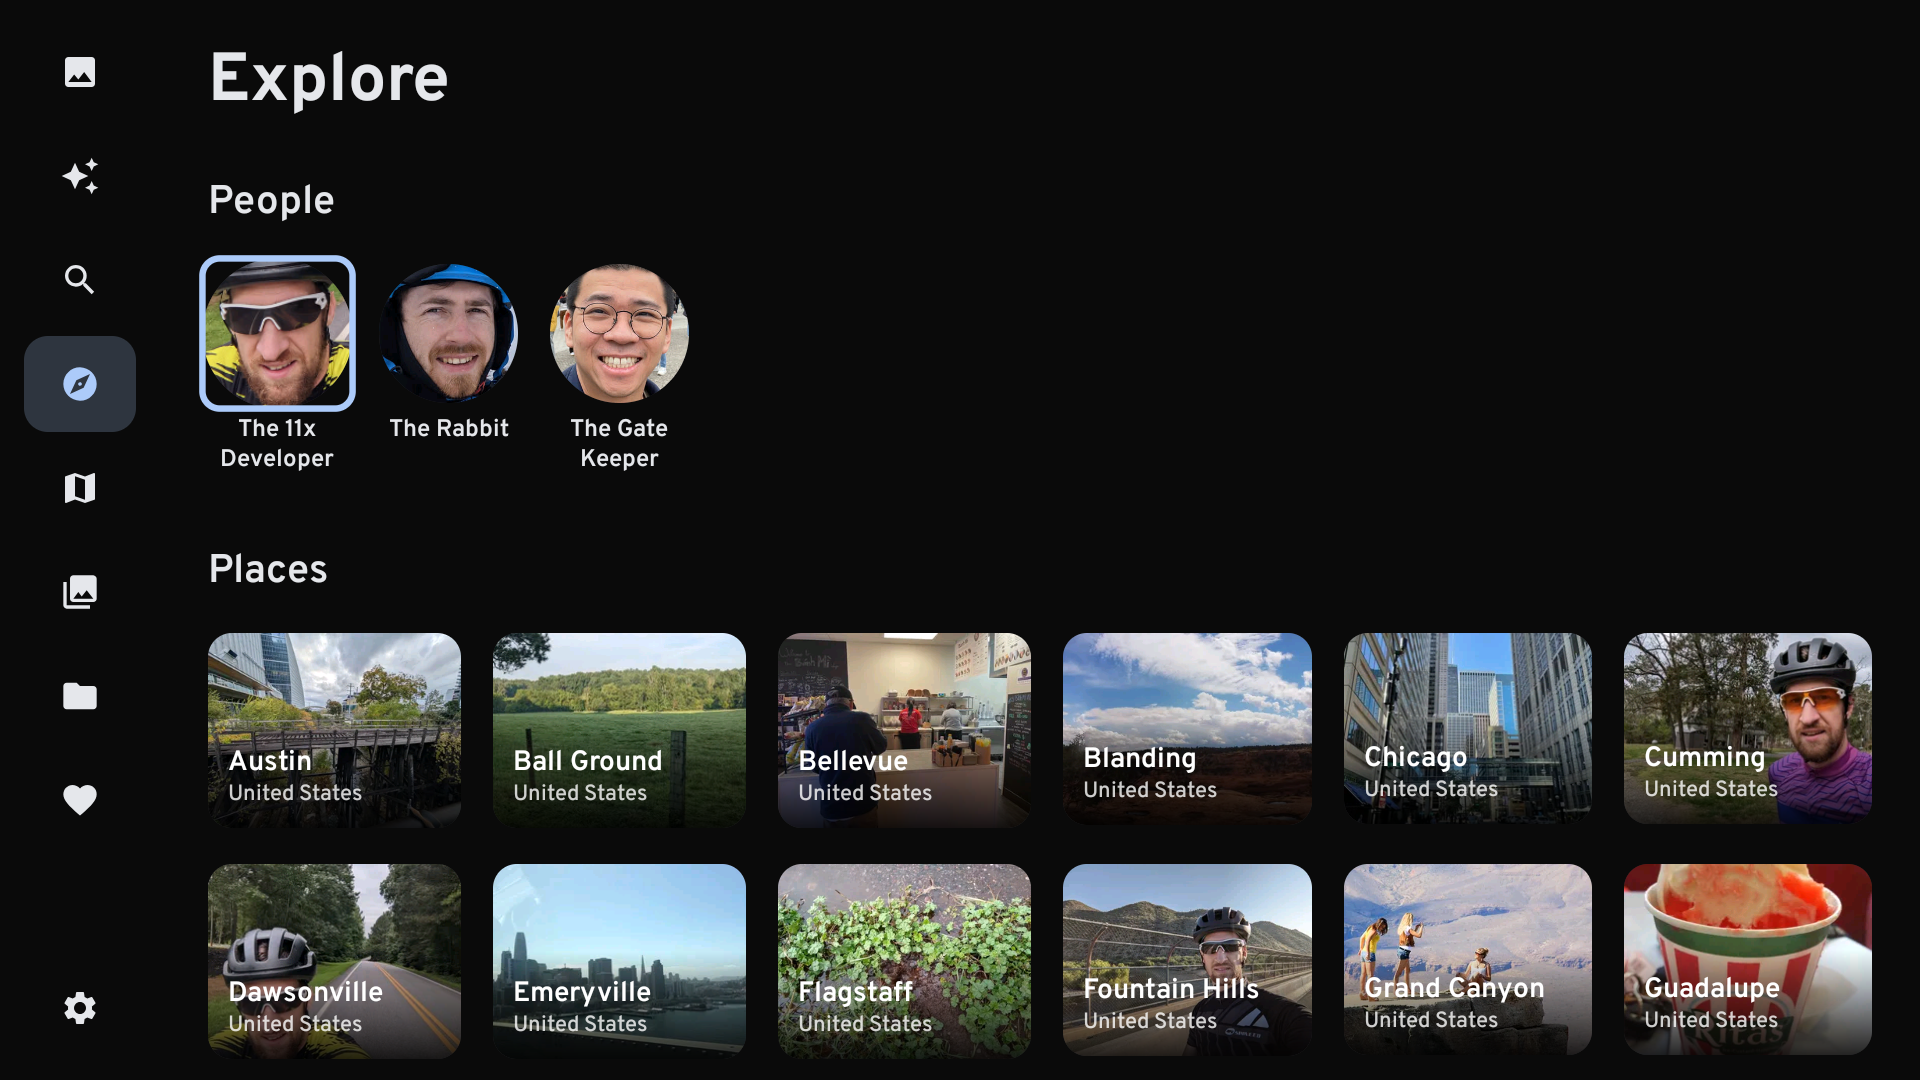 Explore
People
The 11x
Developer
The Rabbit
The Gate
Keeper
Places
Austin
United States
Ball Ground
United States
Bellevue
United States
Blanding
United States
Chicago
United States
Cumming
United States
Dawsonville
United States
Emeryville
United States
Flagstaff
United States
Fountain Hills
United States
Grand Canyon
United States
Guadalupe
United States